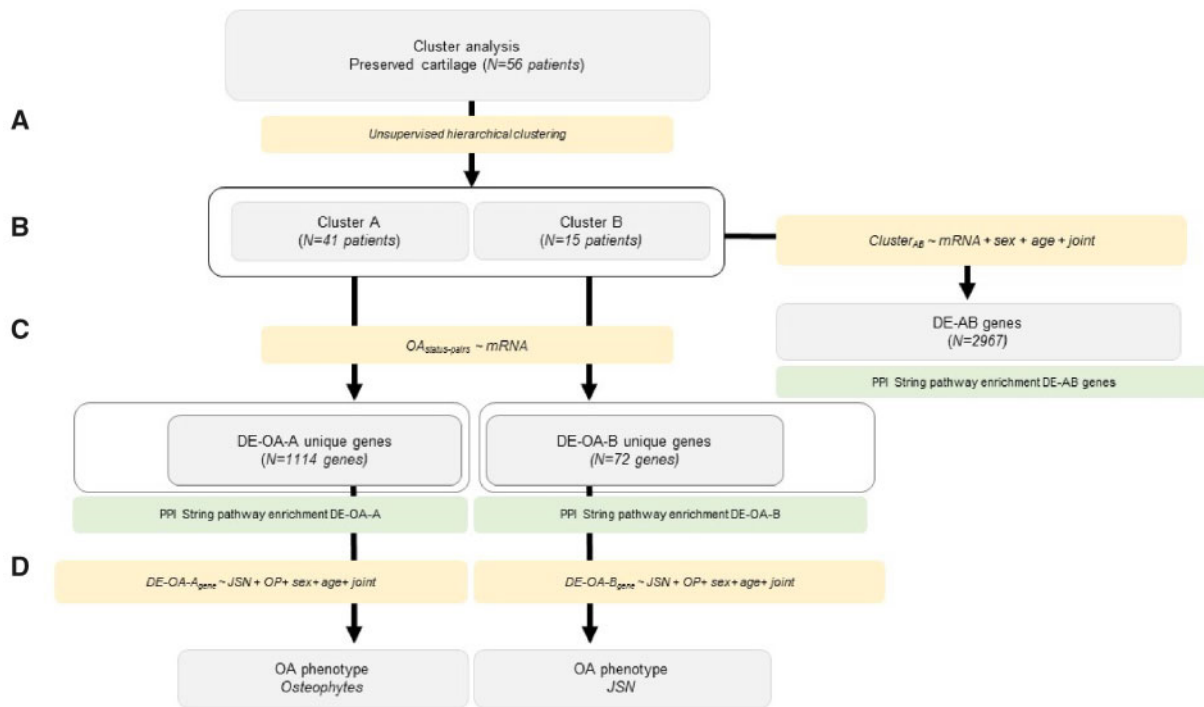 Cluster analysis
Preserved cartilage (N=56 patients)
A
Unsupervised hierarchical clustering
B
Cluster A
(N=41 patients)
Cluster B
(N=15 patients)
Cluster_AB ~ mRNA + sex + age + joint
C
DE-AB genes
(N=2967)
OA_status-pairs ~ mRNA
PPI String pathway enrichment DE-AB genes
DE-OA-A unique genes
(N=1114 genes)
DE-OA-B unique genes
(N=72 genes)
PPI String pathway enrichment DE-OA-A
PPI String pathway enrichment DE-OA-B
D
DE-OA-A_gene ~ JSN + OP+ sex+ age+ joint
DE-OA-B_gene ~ JSN + OP+ sex+ age+ joint
OA phenotype
Osteophytes
OA phenotype
JSN